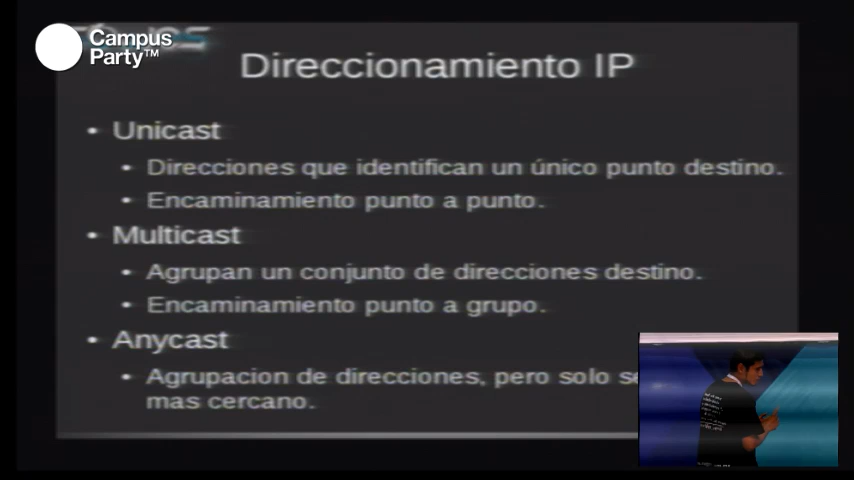 Campus
Party™
Direccionamiento IP
• Unicast
• Direcciones que identifican un único punto destino.
• Encaminamiento punto a punto.
• Multicast
• Agrupan un conjunto de direcciones destino.
• Encaminamiento punto a grupo.
• Anycast
• Agrupacion de direcciones, pero solo
mas cercano.